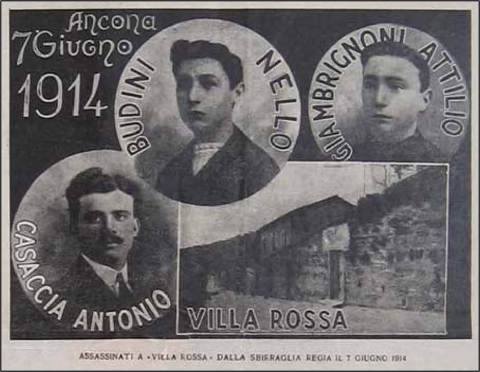 Ancona
7 Giugno
1914
BUDINI NELLO
GIAMBRIGNONI ATTILIO
CASACCIA ANTONIO
VILLA ROSSA
ASSASSINATI A «VILLA ROSSA» DALLA SBIRRAGLIA REGIA IL 7 GIUGNO 1914